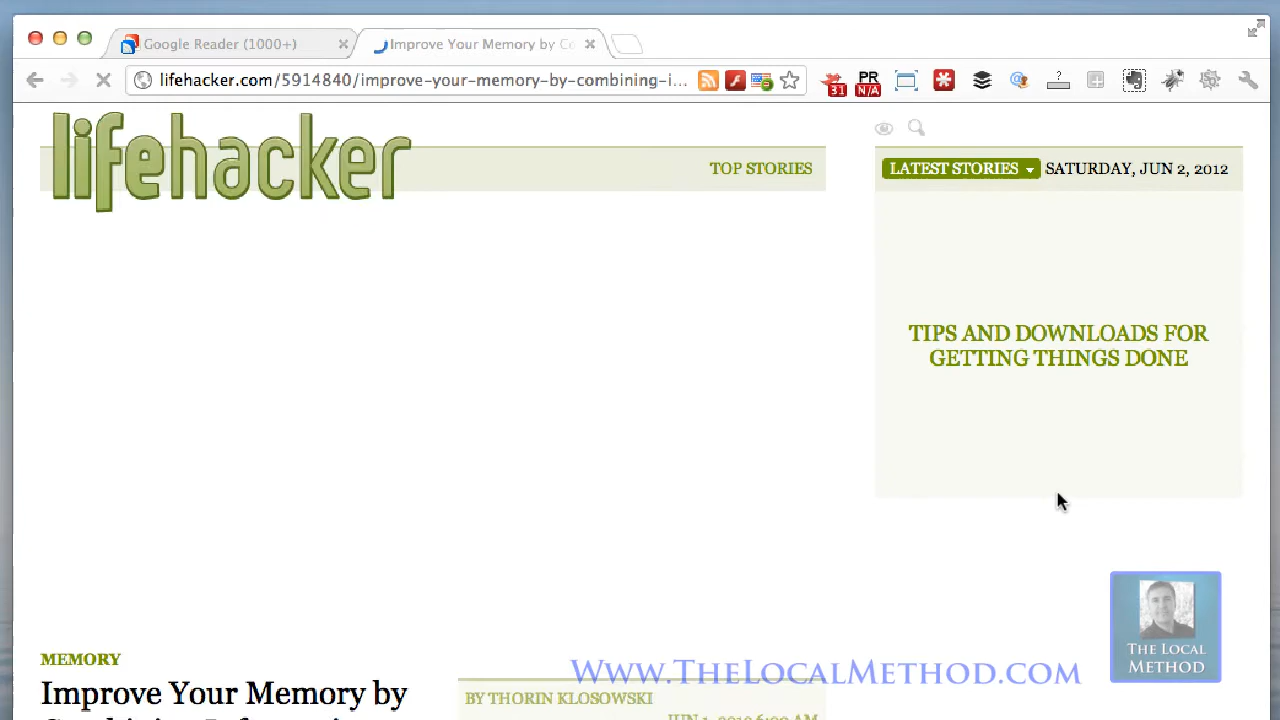 Google Reader (1000+)
Improve Your Memory by Co
lifehacker.com/5914840/improve-your-memory-by-combining-i...
31
PR
N/A
?
lifehacker
TOP STORIES
LATEST STORIES
SATURDAY, JUN 2, 2012
TIPS AND DOWNLOADS FOR
GETTING THINGS DONE
MEMORY
Improve Your Memory by
BY THORIN KLOSOWSKI
WWW.THELOCALMETHOD.COM
THE LOCAL
METHOD